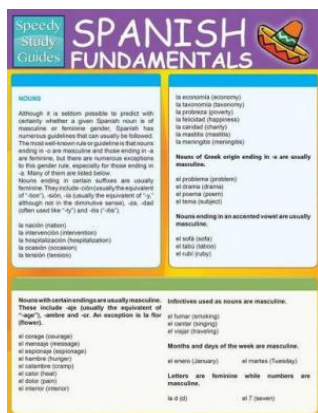 Speedy
Study
Guides
SPANISH
FUNDAMENTALS
NOUNS
Although it is seldom possible to predict with
certainty whether a given Spanish noun is of
masculine or feminine gender, Spanish has
numerous guidelines that can usually be followed.
The most well-known rule or guideline is that nouns
ending in -o are masculine and those ending in -a
are feminine, but there are numerous exceptions
to this gender rule, especially for those ending in
-a. Many of them are listed below.
Nouns ending in certain suffixes are usually
feminine. They include -ción (usually the equivalent
of "-tion"), -sión, -ía (usually the equivalent of "-y,"
although not in the diminutive sense), -za, -dad
(often used like "-ty") and -itis ("-itis").
la nación (nation)
la intervención (intervention)
la hospitalización (hospitalization)
la ocasión (occasion)
la tensión (tension)
la economía (economy)
la taxonomía (taxonomy)
la pobreza (poverty)
la felicidad (happiness)
la caridad (charity)
la mastitis (mastitis)
la meningitis (meningitis)
Nouns of Greek origin ending in -a are usually
masculine.
el problema (problem)
el drama (drama)
el poema (poem)
el tema (subject)
Nouns ending in an accented vowel are usually
masculine.
el sofá (sofa)
el tabú (taboo)
el rubí (ruby)
Nouns with certain endings are usually masculine.
These include -aje (usually the equivalent of
"-age"), -ambre and -or. An exception is la flor
(flower).
el coraje (courage)
el mensaje (message)
el espionaje (espionage)
el hambre (hunger)
el calambre (cramp)
el calor (heat)
el dolor (pain)
el interior (interior)
Infinitives used as nouns are masculine.
el fumar (smoking)
el cantar (singing)
el viajar (traveling)
Months and days of the week are masculine.
el enero (January) el martes (Tuesday)
Letters are feminine while numbers are
masculine.
la d (d) el 7 (seven)